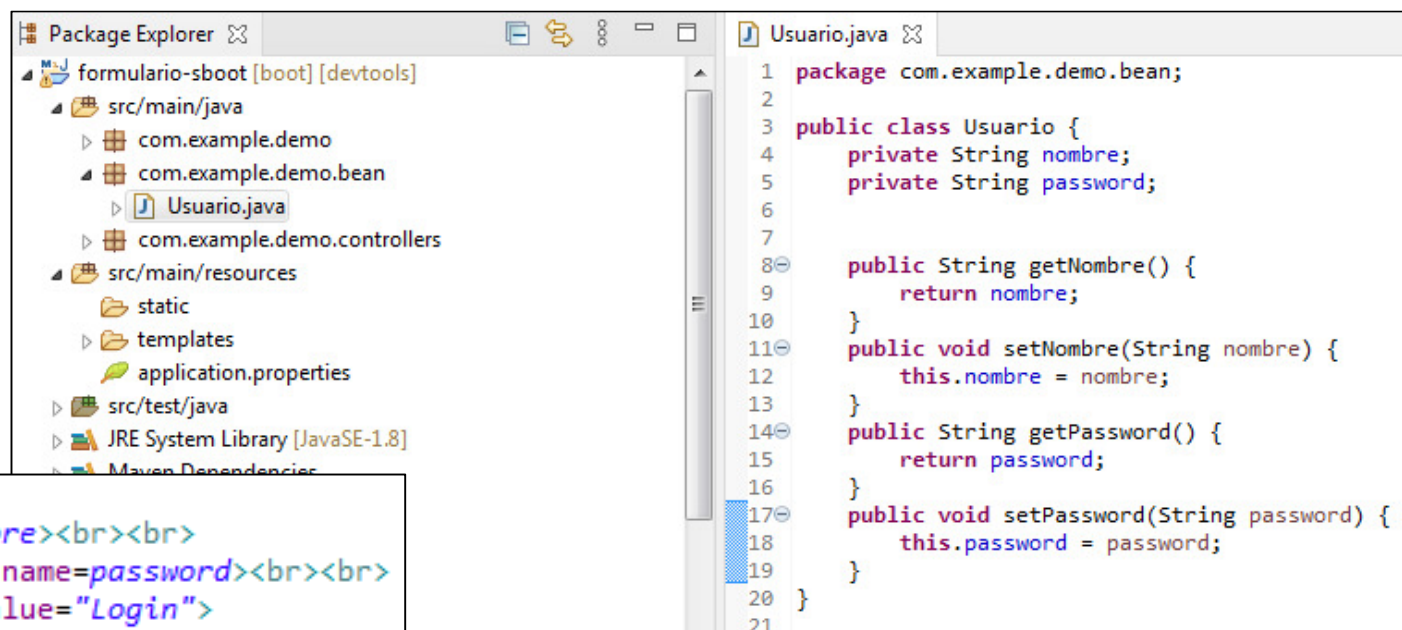 Package Explorer
formulario-sboot [boot] [devtools]
src/main/java
com.example.demo
com.example.demo.bean
Usuario.java
com.example.demo.controllers
src/main/resources
static
templates
application.properties
src/test/java
JRE System Library [JavaSE-1.8]
Maven Dependencies
re><br><br>
name=password><br><br>
lue="Login">
Usuario.java
1 package com.example.demo.bean;
2
3 public class Usuario {
4 private String nombre;
5 private String password;
6
7
8 public String getNombre() {
9 return nombre;
10 }
11 public void setNombre(String nombre) {
12 this.nombre = nombre;
13 }
14 public String getPassword() {
15 return password;
16 }
17 public void setPassword(String password) {
18 this.password = password;
19 }
20 }
21